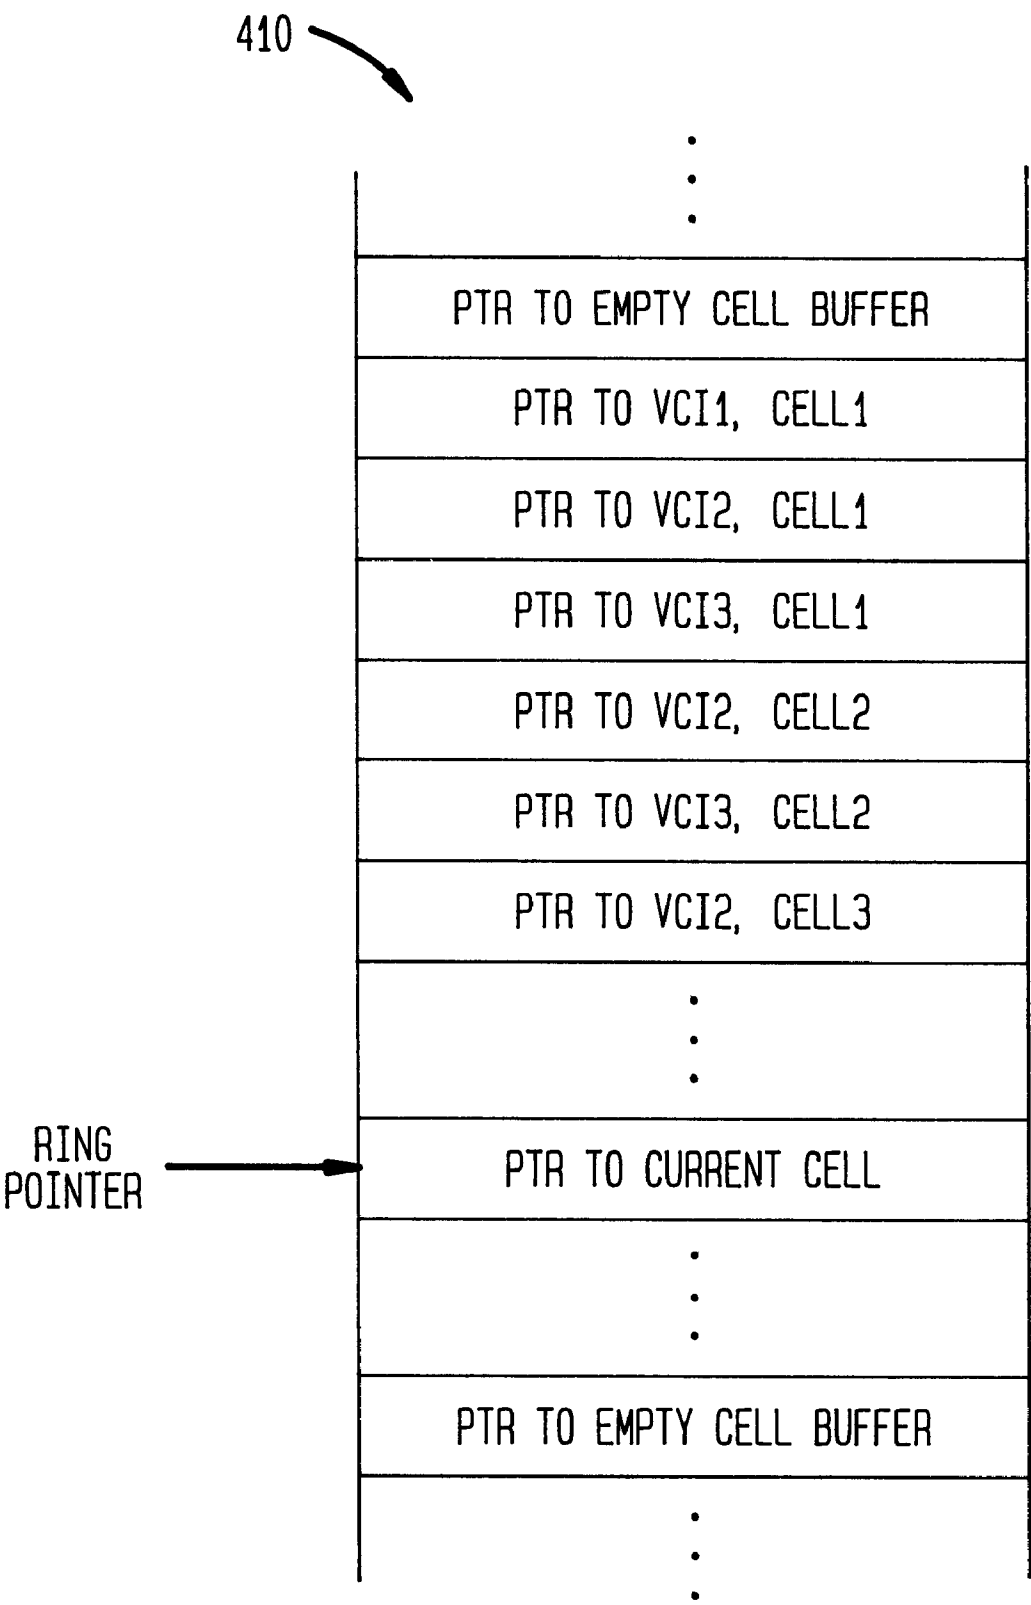 410
PTR TO EMPTY CELL BUFFER
PTR TO VCI1, CELL1
PTR TO VCI2, CELL1
PTR TO VCI3, CELL1
PTR TO VCI2, CELL2
PTR TO VCI3, CELL2
PTR TO VCI2, CELL3
RING
POINTER
PTR TO CURRENT CELL
PTR TO EMPTY CELL BUFFER